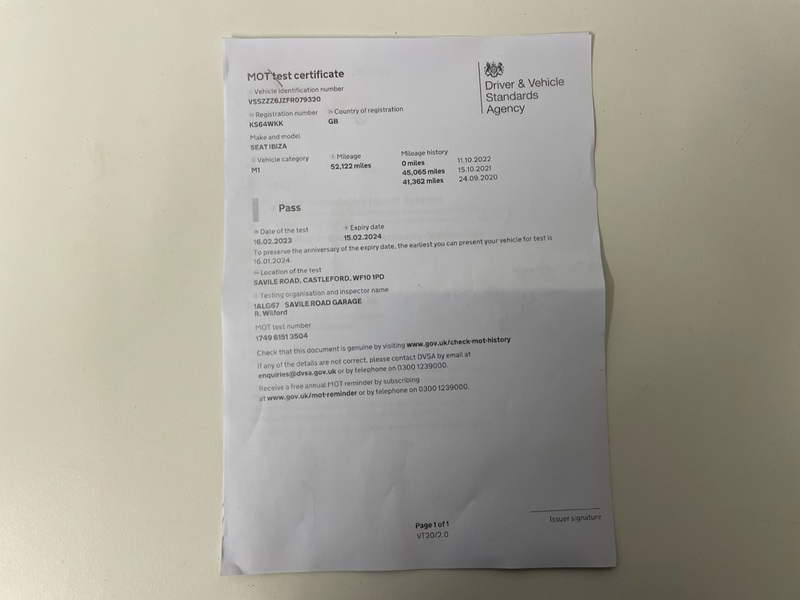 MOT test certificate
Driver & Vehicle
Standards
Agency
Vehicle identification number
VSSZZZ6JZFR079320
Registration number
Country of registration
KS64WKK
GB
Make and model
SEAT IBIZA
Vehicle category
Mileage
Mileage history
M1
52,122 miles
0 miles 11.10.2022
45,065 miles 15.10.2021
41,362 miles 24.09.2020
Pass
Date of the test
Expiry date
16.02.2023
15.02.2024
To preserve the anniversary of the expiry date, the earliest you can present your vehicle for test is
16.01.2024.
Location of the test
SAVILE ROAD, CASTLEFORD, WF10 1PD
Testing organisation and inspector name
1ALG67 SAVILE ROAD GARAGE
R. Wilford
MOT test number
1749 6151 3504
Check that this document is genuine by visiting www.gov.uk/check-mot-history
If any of the details are not correct, please contact DVSA by email at
enquiries@dvsa.gov.uk or by telephone on 0300 1239000.
Receive a free annual MOT reminder by subscribing
at www.gov.uk/mot-reminder or by telephone on 0300 1239000.
Issuer signature
Page 1 of 1
VT20/2.0